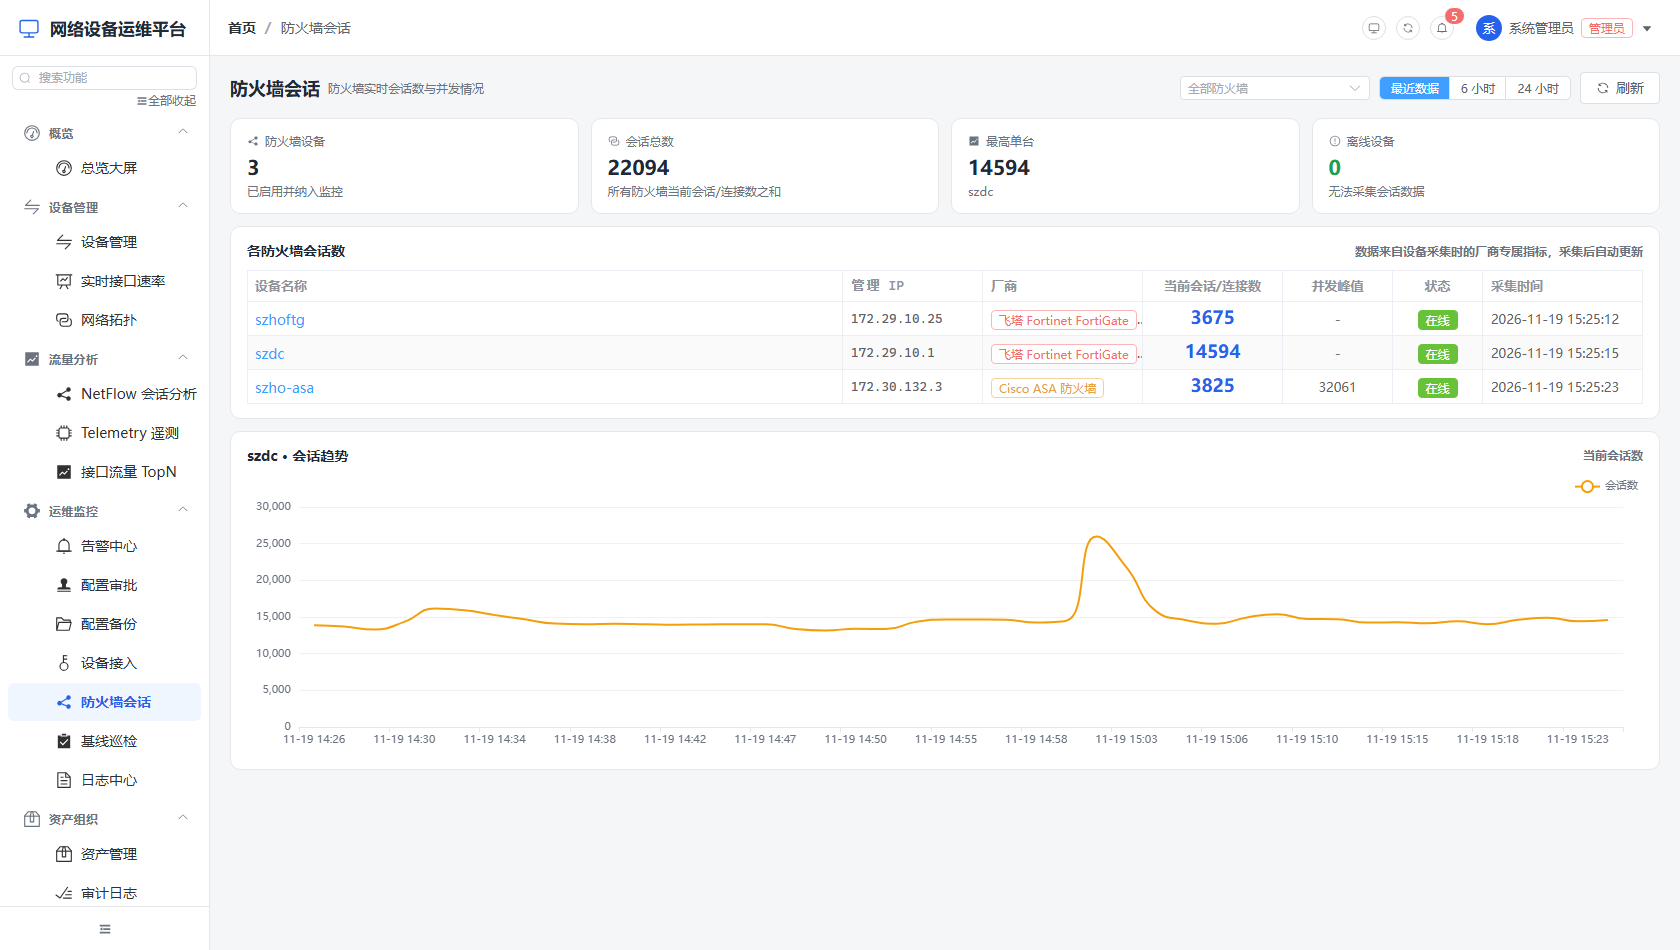 网络设备运维平台
首页 / 防火墙会话
5
系 系统管理员 管理员
搜索功能
全部收起
概览
总览大屏
设备管理
设备管理
实时接口速率
网络拓扑
流量分析
NetFlow 会话分析
Telemetry 遥测
接口流量 TopN
运维监控
告警中心
配置审批
配置备份
设备接入
防火墙会话
基线巡检
日志中心
资产组织
资产管理
审计日志
防火墙会话 防火墙实时会话数与并发情况
全部防火墙 最近数据 6 小时 24 小时 刷新
防火墙设备
3
已启用并纳入监控
会话总数
22094
所有防火墙当前会话/连接数之和
最高单台
14594
szdc
离线设备
0
无法采集会话数据
各防火墙会话数 数据来自设备采集时的厂商专属指标，采集后自动更新
设备名称 管理 IP 厂商 当前会话/连接数 并发峰值 状态 采集时间
szhoftg 172.29.10.25 飞塔 Fortinet FortiGate .. 3675 - 在线 2026-11-19 15:25:12
szdc 172.29.10.1 飞塔 Fortinet FortiGate .. 14594 - 在线 2026-11-19 15:25:15
szho-asa 172.30.132.3 Cisco ASA 防火墙 3825 32061 在线 2026-11-19 15:25:23
szdc • 会话趋势 当前会话数
会话数
30,000
25,000
20,000
15,000
10,000
5,000
0
11-19 14:26 11-19 14:30 11-19 14:34 11-19 14:38 11-19 14:42 11-19 14:47 11-19 14:50 11-19 14:55 11-19 14:58 11-19 15:03 11-19 15:06 11-19 15:10 11-19 15:15 11-19 15:18 11-19 15:23